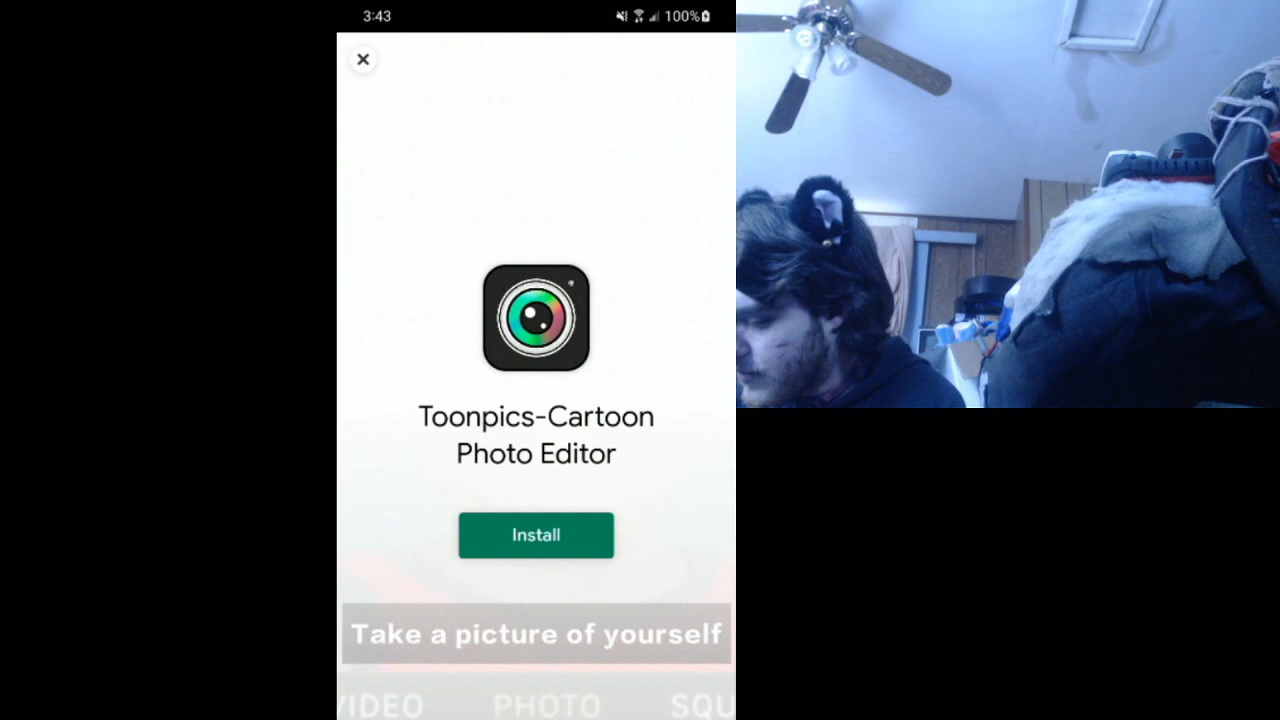 3:43
100%
Toonpics-Cartoon
Photo Editor
Install
Take a picture of yourself
VIDEO PHOTO SQU